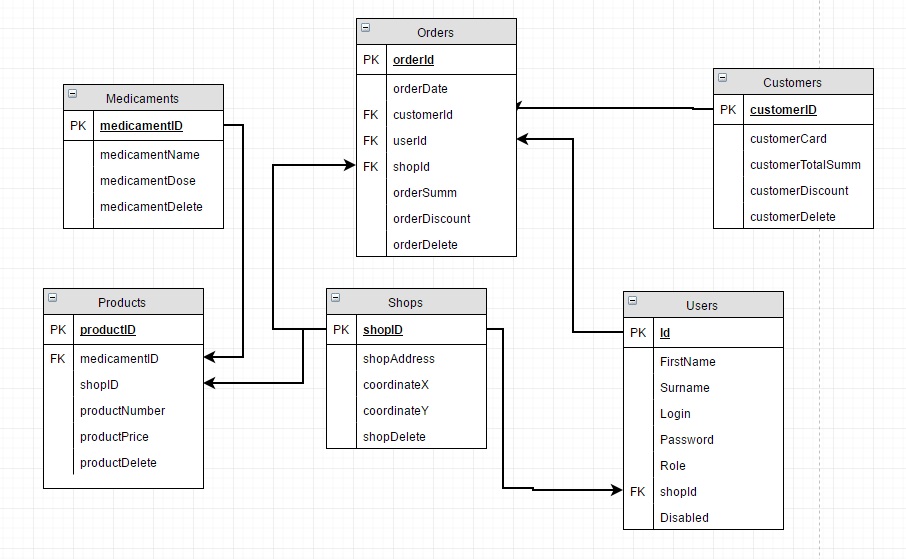 Orders
PK orderId
orderDate
FK customerId
FK userId
FK shopId
orderSumm
orderDiscount
orderDelete
Customers
PK customerID
customerCard
customerTotalSumm
customerDiscount
customerDelete
Medicaments
PK medicamentID
medicamentName
medicamentDose
medicamentDelete
Products
PK productID
FK medicamentID
shopID
productNumber
productPrice
productDelete
Shops
PK shopID
shopAddress
coordinateX
coordinateY
shopDelete
Users
PK Id
FirstName
Surname
Login
Password
Role
FK shopId
Disabled